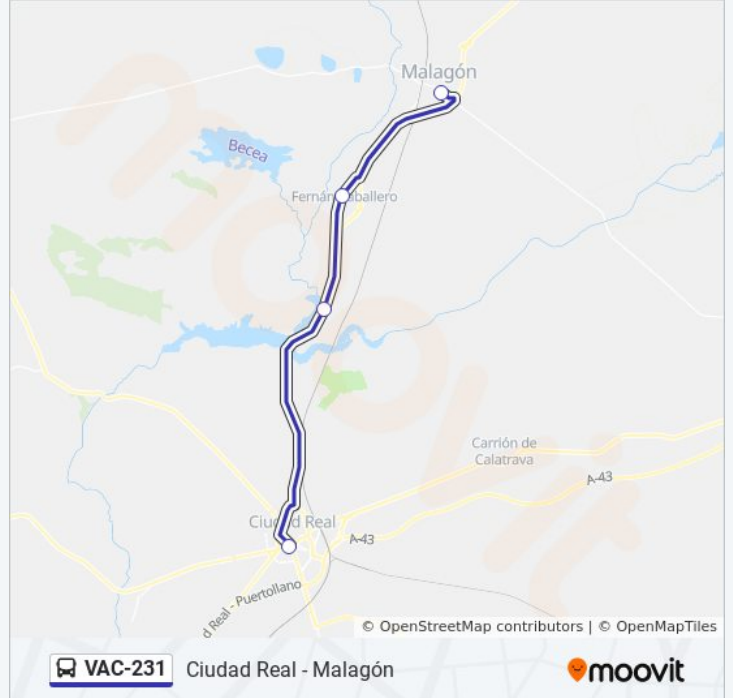 Malagón
Becea
Fernán Caballero
Carrión de
Calatrava
A-43
Ciudad Real
A-43
d Real - Puertollano
© OpenStreetMap contributors | © OpenMapTiles
VAC-231 Ciudad Real - Malagón
moovit
moovit